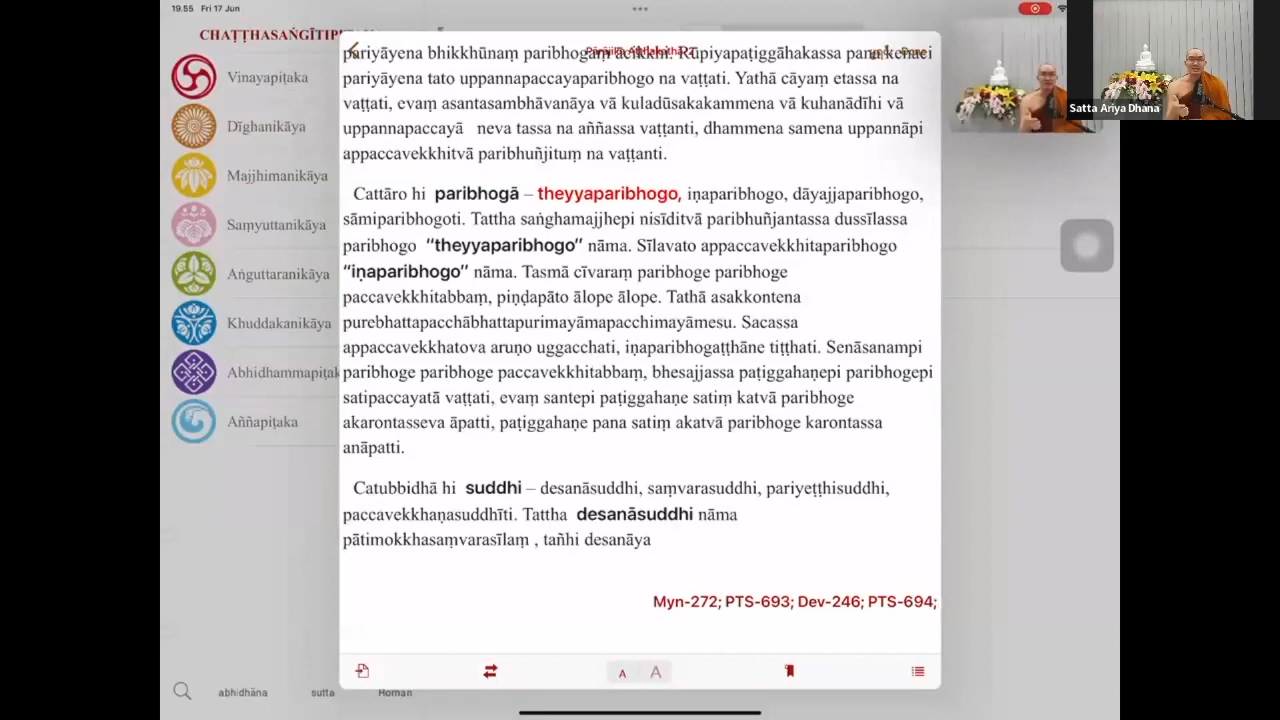 19.55 Fri 17 Jun
CHAṬṬHASAṄGĪTIPI
Vinayapiṭaka
Dīghanikāya
Majjhimanikāya
Saṃyuttanikāya
Aṅguttaranikāya
Khuddakanikāya
Abhidhammapiṭak
Aññapiṭaka
abhidhāna
sutta
Roman
pariyāyena bhikkhūnaṃ paribhogaṃ
pariyāyena tato uppannapaccayaparibhogo na vaṭṭati. Yathā cāyaṃ etassa na
vaṭṭati, evaṃ asantasambhāvanāya vā kuladūsakakammena vā kuhanādīhi vā
uppannapaccayā neva tassa na aññassa vaṭṭanti, dhammena samena uppannāpi
appaccavekkhitvā paribhuñjituṃ na vaṭṭanti.
Cattāro hi paribhogā – theyyaparibhogo, iṇaparibhogo, dāyajjaparibhogo,
sāmiparibhogoti. Tattha saṅghamajjhepi nisīditvā paribhuñjantassa dussīlassa
paribhogo “theyyaparibhogo” nāma. Sīlavato appaccavekkhitaparibhogo
“iṇaparibhogo” nāma. Tasmā cīvaraṃ paribhoge paribhoge
paccavekkhitabbaṃ, piṇḍapāto ālope ālope. Tathā asakkontena
purebhattapacchābhattapurimayāmapacchimayāmesu. Sacassa
appaccavekkhatova aruṇo uggacchati, iṇaparibhogaṭṭhāne tiṭṭhati. Senāsanampi
paribhoge paribhoge paccavekkhitabbaṃ, bhesajjassa paṭiggahaṇepi paribhogepi
satipaccayatā vaṭṭati, evaṃ santepi paṭiggahaṇe satiṃ katvā paribhoge
akarontasseva āpatti, paṭiggahaṇe pana satiṃ akatvā paribhoge karontassa
anāpatti.
Catubbidhā hi suddhi – desanāsuddhi, saṃvarasuddhi, pariyeṭṭhisuddhi,
paccavekkhaṇasuddhīti. Tattha desanāsuddhi nāma
pātimokkhasaṃvarasīlaṃ , tañhi desanāya
Myn-272; PTS-693; Dev-246; PTS-694;
A A
Satta Ariya Dhana